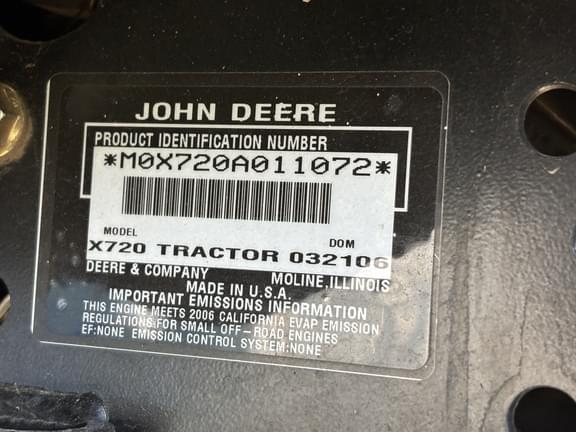 JOHN DEERE
PRODUCT IDENTIFICATION NUMBER
*M0X720A011072*
MODEL DOM
X720 TRACTOR 032106
DEERE & COMPANY MOLINE, ILLINOIS
MADE IN U.S.A.
IMPORTANT EMISSIONS INFORMATION
THIS ENGINE MEETS 2006 CALIFORNIA EVAP EMISSION
REGULATIONS FOR SMALL OFF-ROAD ENGINES
EF:NONE EMISSION CONTROL SYSTEM:NONE